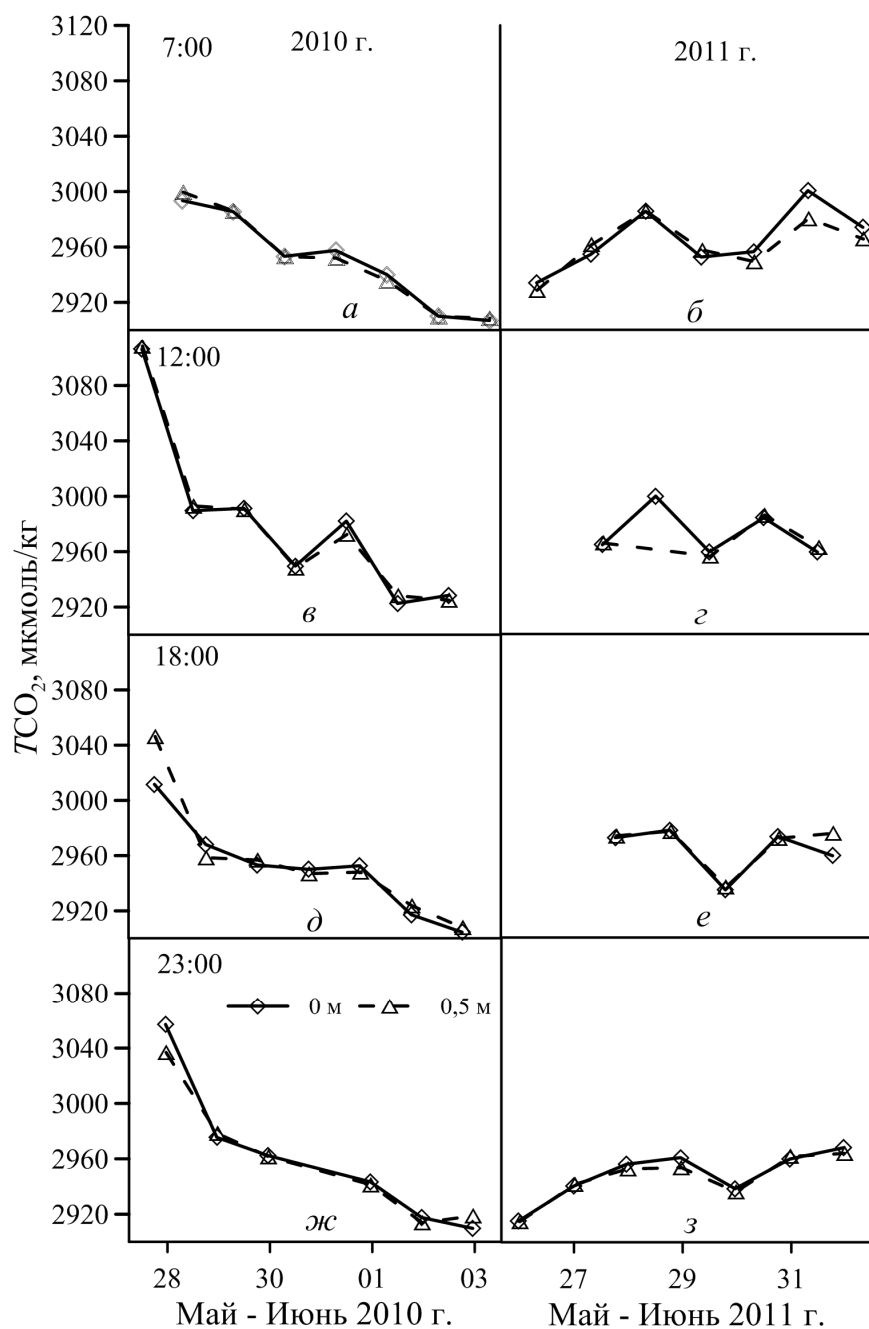 2010 г.
2011 г.
7:00
3120
3080
3040
3000
2960
2920
а
б
12:00
3080
3040
3000
2960
2920
в
г
TCO2, мкмоль/кг
18:00
3080
3040
3000
2960
2920
д
е
23:00
0 м
0,5 м
3080
3040
3000
2960
2920
ж
з
28 30 01 03
27 29 31
Май - Июнь 2010 г.
Май - Июнь 2011 г.